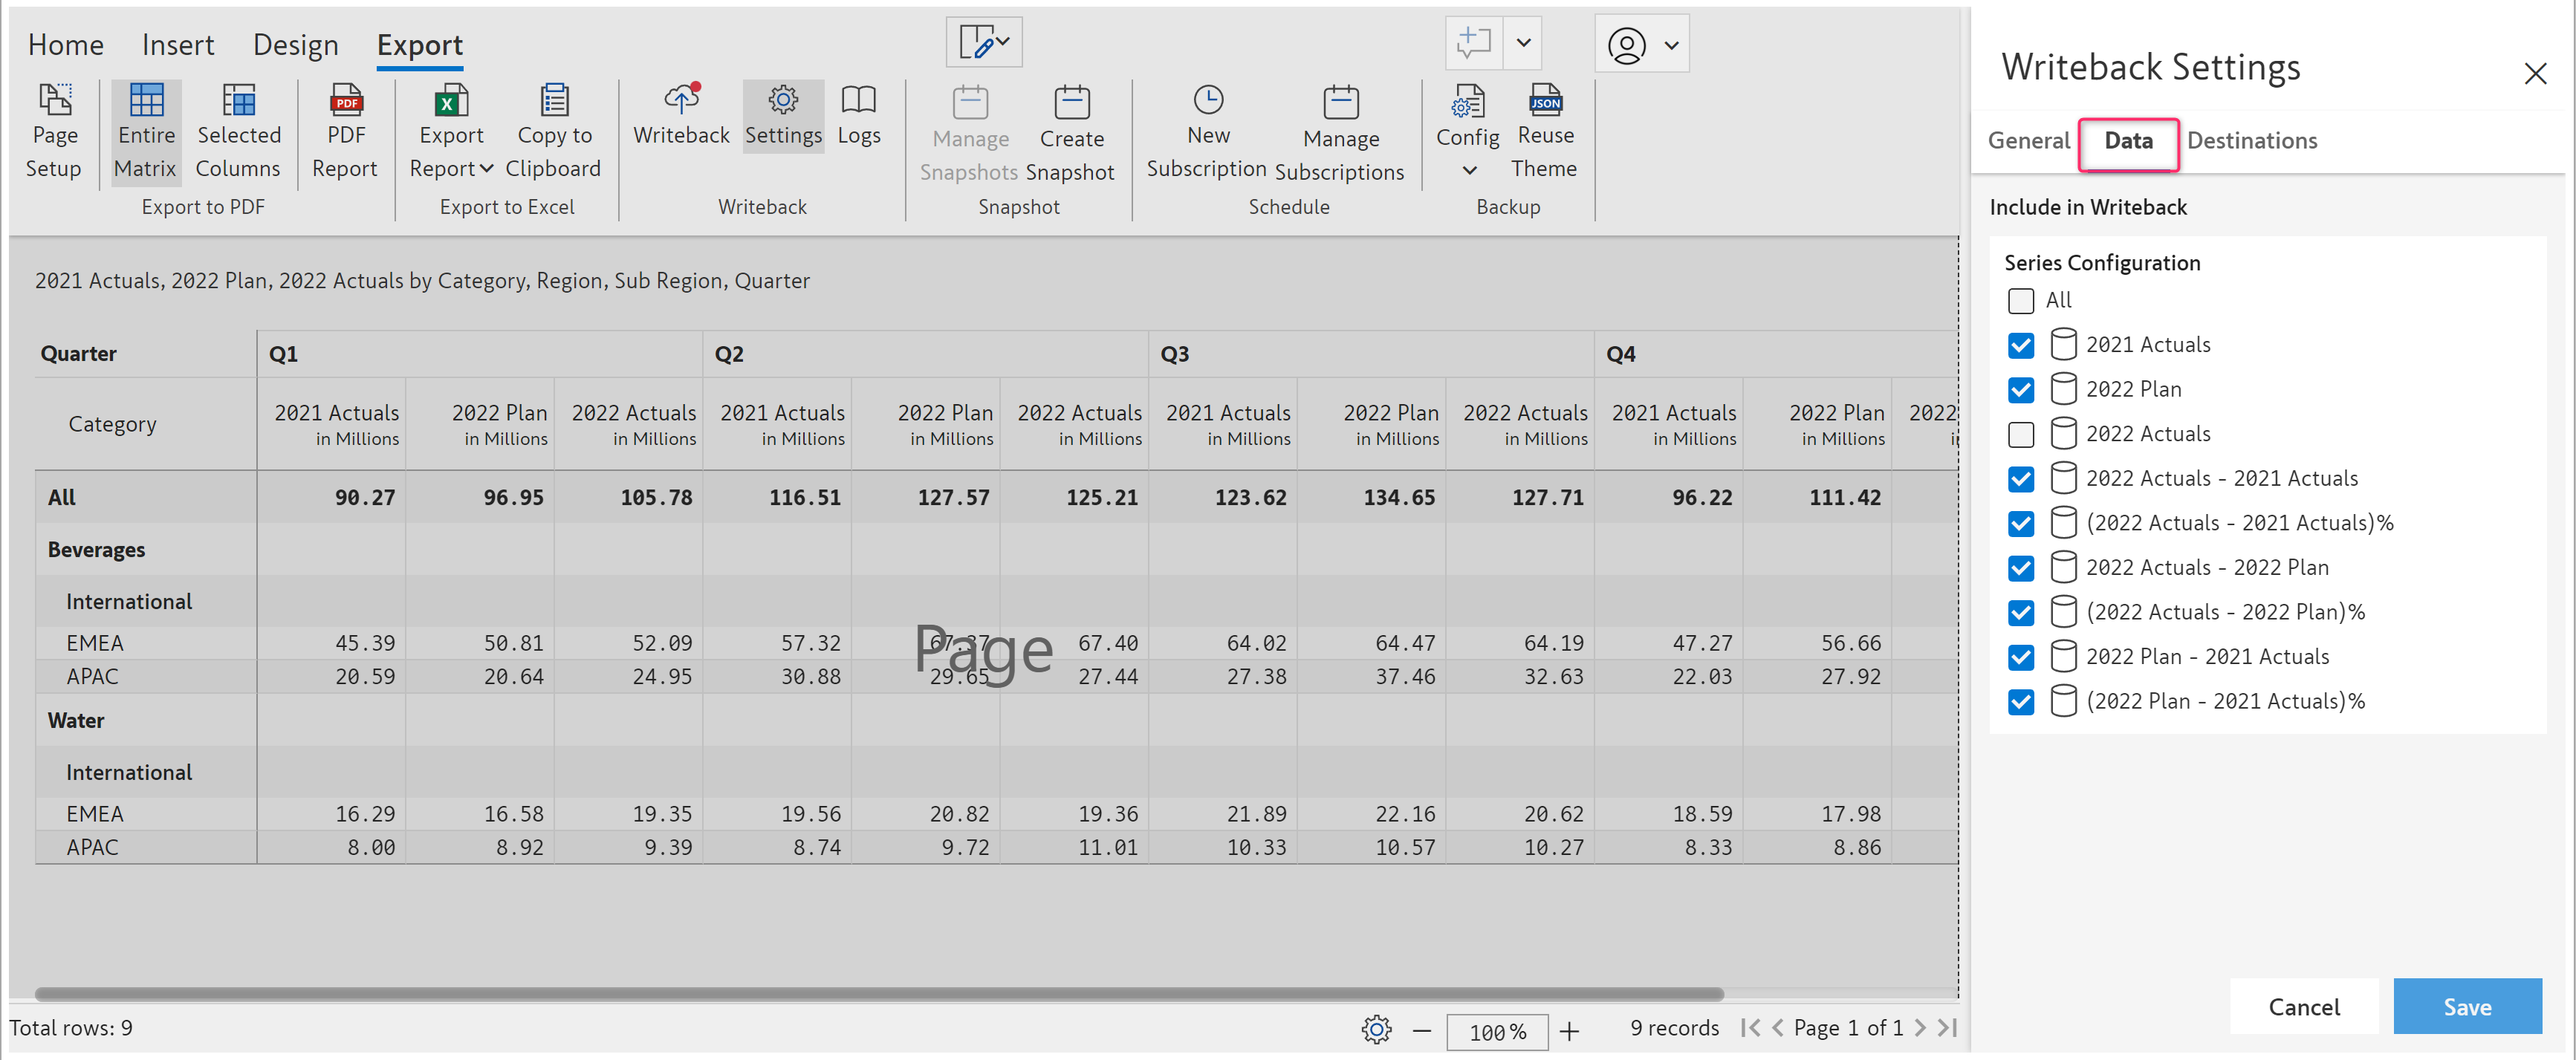 Home Insert Design Export
Page Setup
Entire Matrix
Selected Columns
PDF
PDF Report
Export Report
Copy to Clipboard
Writeback
Settings
Logs
Manage Snapshots
Create Snapshot
New Subscription
Manage Subscriptions
Config
JSON
Reuse Theme
Export to PDF Export to Excel Writeback Snapshot Schedule Backup
2021 Actuals, 2022 Plan, 2022 Actuals by Category, Region, Sub Region, Quarter
Quarter Q1 Q2 Q3 Q4
Category 2021 Actuals 2022 Plan 2022 Actuals 2021 Actuals 2022 Plan 2022 Actuals 2021 Actuals 2022 Plan 2022 Actuals 2021 Actuals 2022 Plan 2022
in Millions in Millions in Millions in Millions in Millions in Millions in Millions in Millions in Millions in Millions in Millions
All 90.27 96.95 105.78 116.51 127.57 125.21 123.62 134.65 127.71 96.22 111.42
Beverages
International
EMEA 45.39 50.81 52.09 57.32 67.37 67.40 64.02 64.47 64.19 47.27 56.66
APAC 20.59 20.64 24.95 30.88 29.65 27.44 27.38 37.46 32.63 22.03 27.92
Page
Water
International
EMEA 16.29 16.58 19.35 19.56 20.82 19.36 21.89 22.16 20.62 18.59 17.98
APAC 8.00 8.92 9.39 8.74 9.72 11.01 10.33 10.57 10.27 8.33 8.86
Total rows: 9 100 % 9 records Page 1 of 1
Writeback Settings
General Data Destinations
Include in Writeback
Series Configuration
All
2021 Actuals
2022 Plan
2022 Actuals
2022 Actuals - 2021 Actuals
(2022 Actuals - 2021 Actuals)%
2022 Actuals - 2022 Plan
(2022 Actuals - 2022 Plan)%
2022 Plan - 2021 Actuals
(2022 Plan - 2021 Actuals)%
Cancel Save